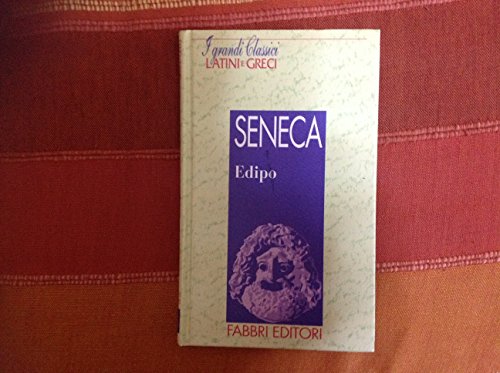 I grandi Classici
LATINI E GRECI
SENECA
Edipo
FABBRI EDITORI